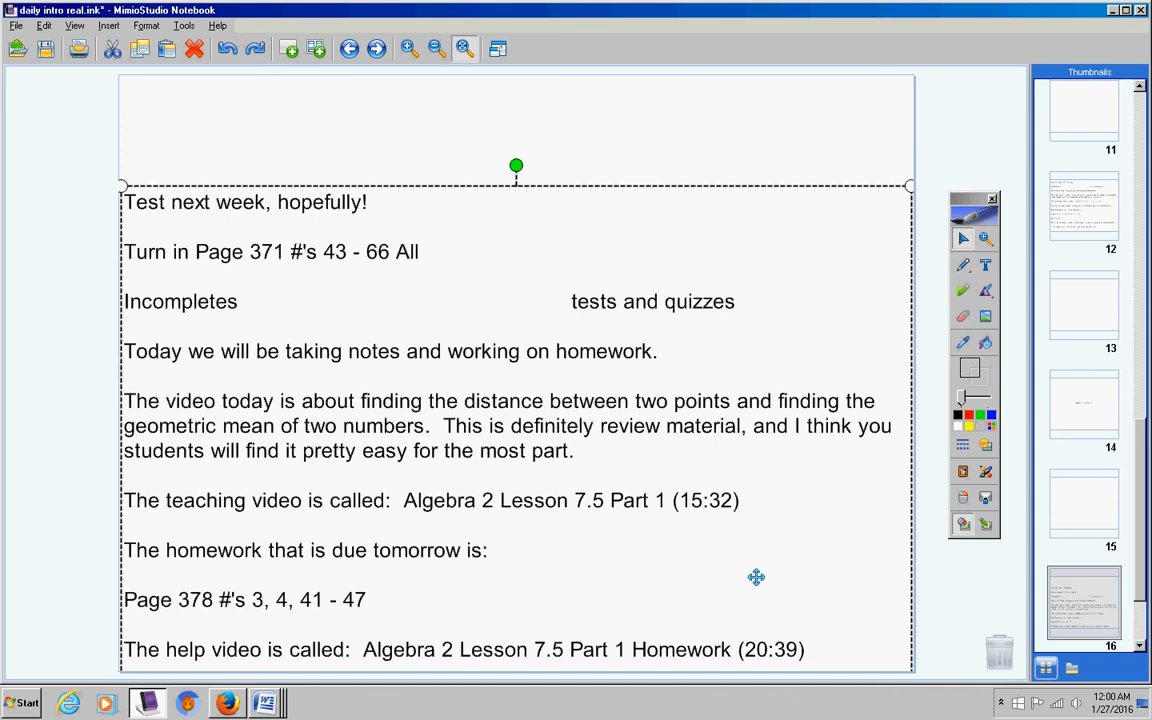 daily intro real.ink* - MimioStudio Notebook
File Edit View Insert Format Tools Help
Thumbnails
Test next week, hopefully!
Turn in Page 371 #'s 43 - 66 All
Incompletes tests and quizzes
Today we will be taking notes and working on homework.
The video today is about finding the distance between two points and finding the
geometric mean of two numbers. This is definitely review material, and I think you
students will find it pretty easy for the most part.
The teaching video is called: Algebra 2 Lesson 7.5 Part 1 (15:32)
The homework that is due tomorrow is:
Page 378 #'s 3, 4, 41 - 47
The help video is called: Algebra 2 Lesson 7.5 Part 1 Homework (20:39)
11
12
13
14
15
16
Start
12:00 AM
1/27/2016